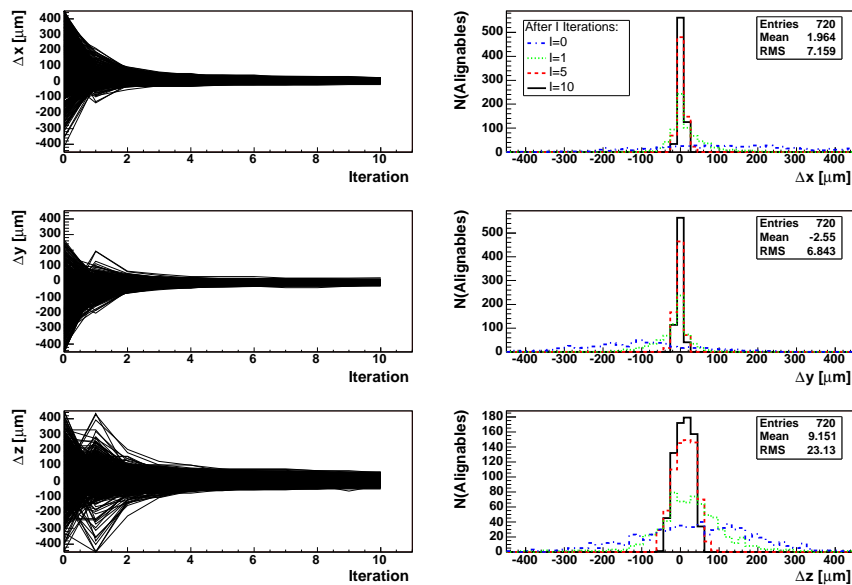 Δx [μm]
400
300
200
100
0
-100
-200
-300
-400
0 2 4 6 8 10
Iteration
N(Alignables)
500
400
300
200
100
0
After I Iterations:
I=0
I=1
I=5
I=10
Entries 720
Mean 1.964
RMS 7.159
-400 -300 -200 -100 0 100 200 300 400
Δx [μm]
Δy [μm]
400
300
200
100
0
-100
-200
-300
-400
0 2 4 6 8 10
Iteration
N(Alignables)
500
400
300
200
100
0
Entries 720
Mean -2.55
RMS 6.843
-400 -300 -200 -100 0 100 200 300 400
Δy [μm]
Δz [μm]
400
300
200
100
0
-100
-200
-300
-400
0 2 4 6 8 10
Iteration
N(Alignables)
180
160
140
120
100
80
60
40
20
0
Entries 720
Mean 9.151
RMS 23.13
-400 -300 -200 -100 0 100 200 300 400
Δz [μm]